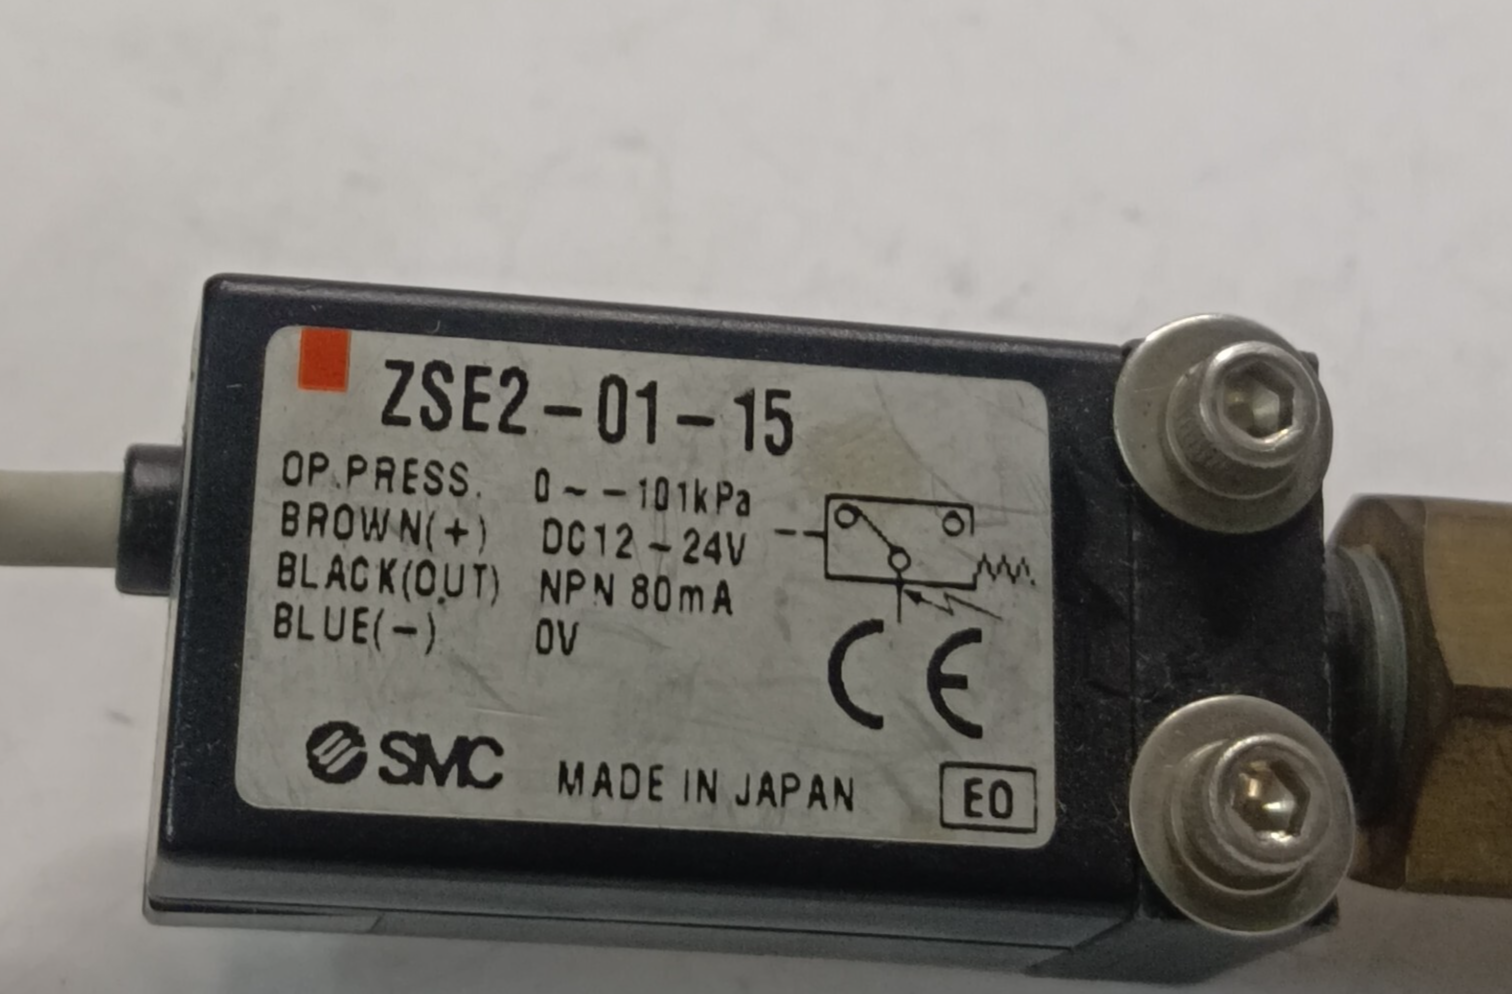 ZSE2-01-15
OP.PRESS. 0~-101kPa
BROWN(+) DC12-24V
BLACK(OUT) NPN 80mA
BLUE(-) 0V
CE
SMC MADE IN JAPAN EO